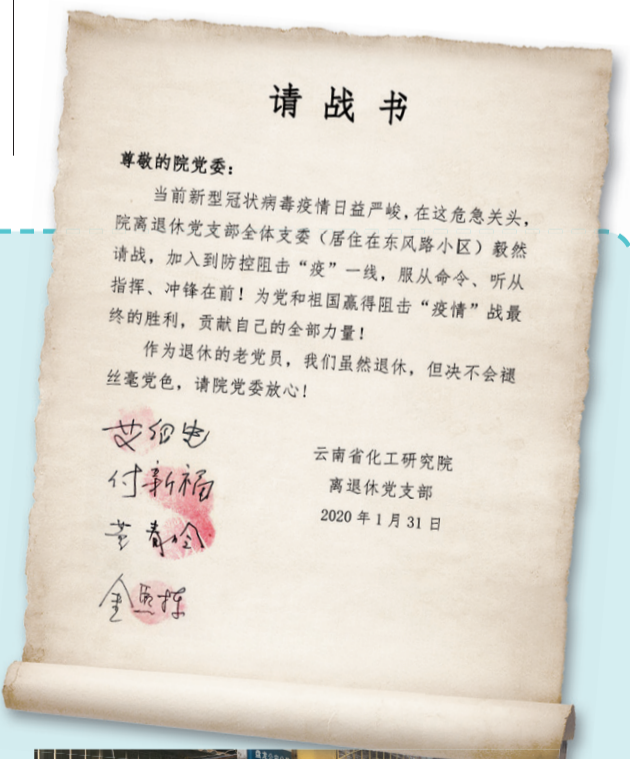 请战书
尊敬的院党委：
当前新型冠状病毒疫情日益严峻，在这危急关头，
院离退休党支部全体支委（居住在东风路小区）毅然
请战，加入到防控阻击“疫”一线，服从命令、听从
指挥、冲锋在前！为党和祖国赢得阻击“疫情”战最
终的胜利，贡献自己的全部力量！
作为退休的老党员，我们虽然退休，但决不会褪
丝毫党色，请院党委放心！
付新福
云南省化工研究院
离退休党支部
2020年1月31日